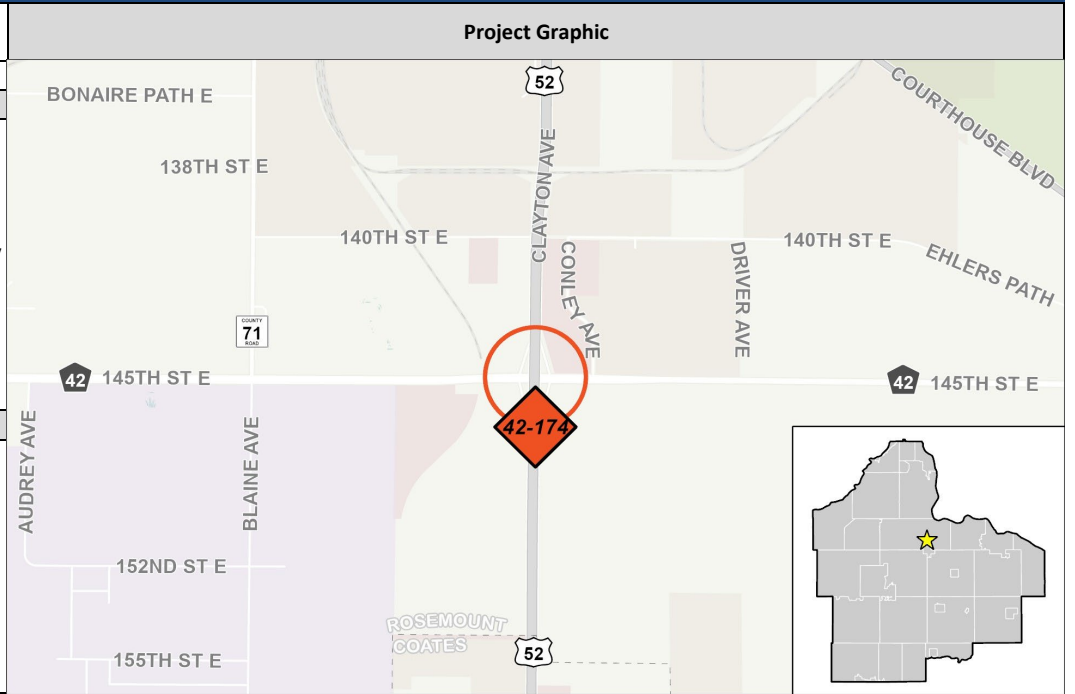 Project Graphic
52
BONAIRE PATH E
COURTHOUSE BLVD
138TH ST E
CLAYTON AVE
140TH ST E
CONLEY AVE
DRIVER AVE
140TH ST E
EHLERS PATH
COUNTY
71
ROAD
42
145TH ST E
42
145TH ST E
42-174
AUDREY AVE
BLAINE AVE
152ND ST E
ROSEMOUNT
COATES
52
155TH ST E